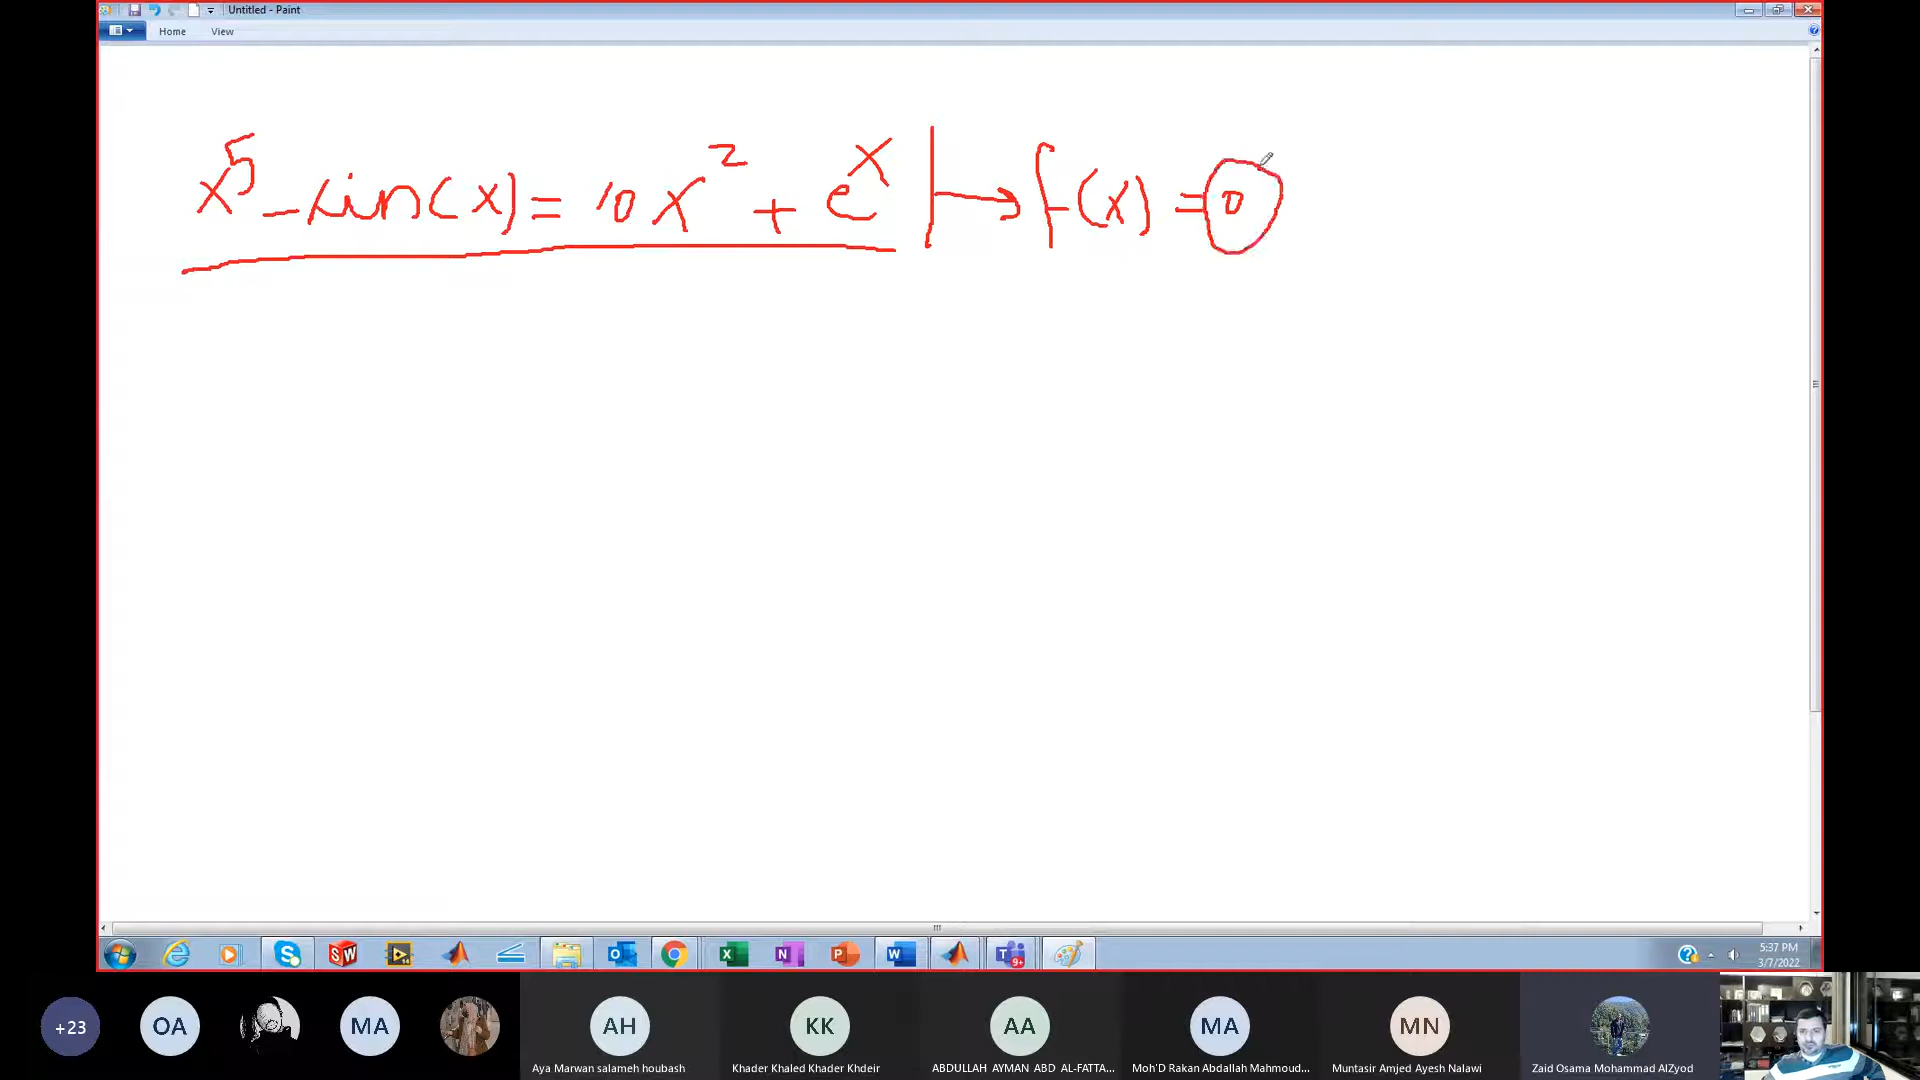 Untitled - Paint
Home View
x⁵ - sin(x) = 10x² + eˣ | → f(x) = 0
5:37 PM
3/7/2022
+23
OA
MA
AH
KK
AA
MA
MN
Aya Marwan salameh houbash
Khader Khaled Khader Khdeir
ABDULLAH AYMAN ABD AL-FATTA...
Moh'D Rakan Abdallah Mahmoud...
Muntasir Amjed Ayesh Nalawi
Zaid Osama Mohammad AlZyod